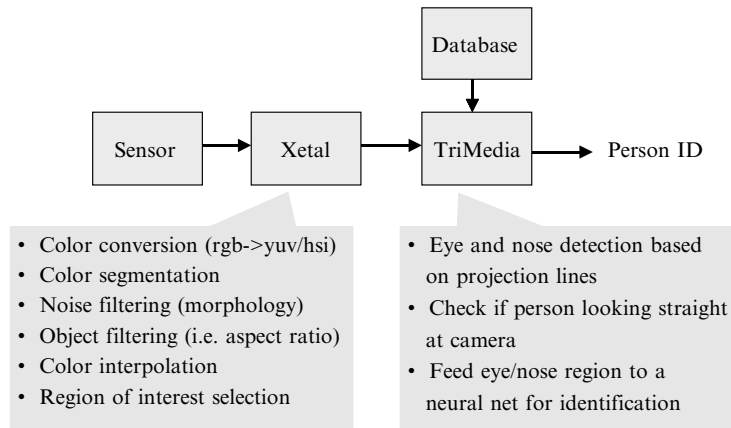 Database
Sensor
Xetal
TriMedia
Person ID
• Color conversion (rgb->yuv/hsi)
• Color segmentation
• Noise filtering (morphology)
• Object filtering (i.e. aspect ratio)
• Color interpolation
• Region of interest selection
• Eye and nose detection based
on projection lines
• Check if person looking straight
at camera
• Feed eye/nose region to a
neural net for identification